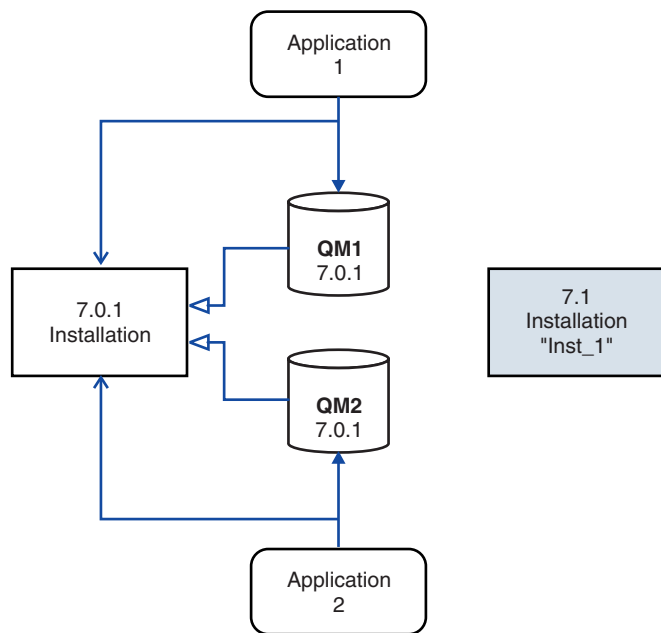 Application
1
QM1
7.0.1
7.0.1
Installation
7.1
Installation
"Inst_1"
QM2
7.0.1
Application
2